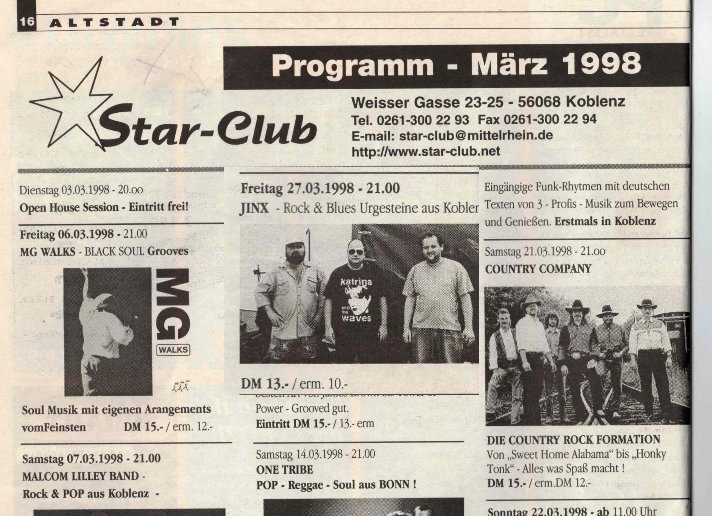 16 ALTSTADT
Programm - März 1998
Star-Club
Weisser Gasse 23-25 - 56068 Koblenz
Tel. 0261-300 22 93 Fax 0261-300 22 94
E-mail: star-club@mittelrhein.de
http://www.star-club.net
Dienstag 03.03.1998 - 20.oo
Open House Session - Eintritt frei!
Freitag 06.03.1998 - 21.00
MG WALKS - BLACK SOUL Grooves
MG
WALKS
Soul Musik mit eigenen Arangements
vomFeinsten DM 15.- / erm. 12.-
Samstag 07.03.1998 - 21.00
MALCOM LILLEY BAND -
Rock & POP aus Koblenz -
Freitag 27.03.1998 - 21.00
JINX - Rock & Blues Urgesteine aus Kobler
katrina
waves
DM 13.- / erm. 10.-
Power - Grooved gut.
Eintritt DM 15.- / 13.- erm
Samstag 14.03.1998 - 21.00
ONE TRIBE
POP - Reggae - Soul aus BONN !
Eingängige Funk-Rhytmen mit deutschen
Texten von 3 - Profis - Musik zum Bewegen
und Genießen. Erstmals in Koblenz
Samstag 21.03.1998 - 21.oo
COUNTRY COMPANY
DIE COUNTRY ROCK FORMATION
Von „Sweet Home Alabama" bis „Honky
Tonk" - Alles was Spaß macht !
DM 15.- / erm.DM 12.-
Sonntag 22.03.1998 - ab 11.00 Uhr